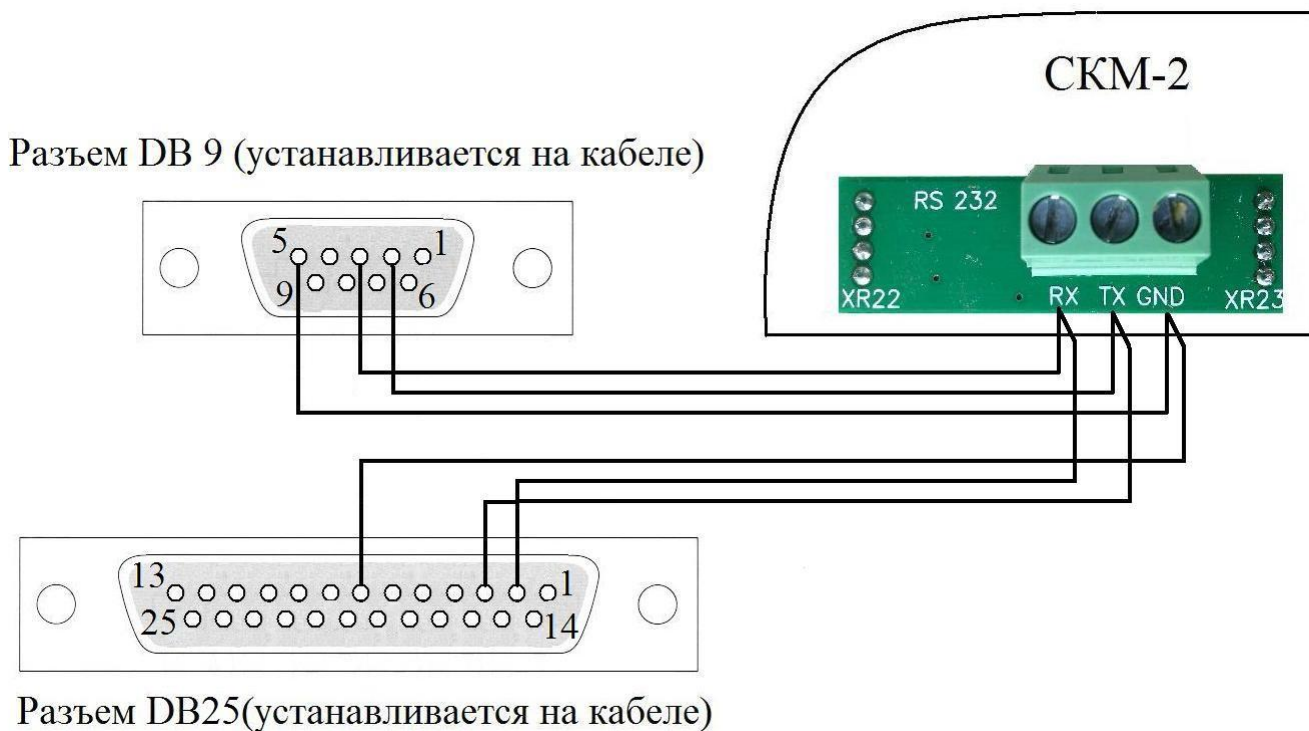 СКМ-2
Разъем DB 9 (устанавливается на кабеле)
RS 232
5 1
9 6
XR22 RX TX GND XR23
13 1
25 14
Разъем DB25(устанавливается на кабеле)